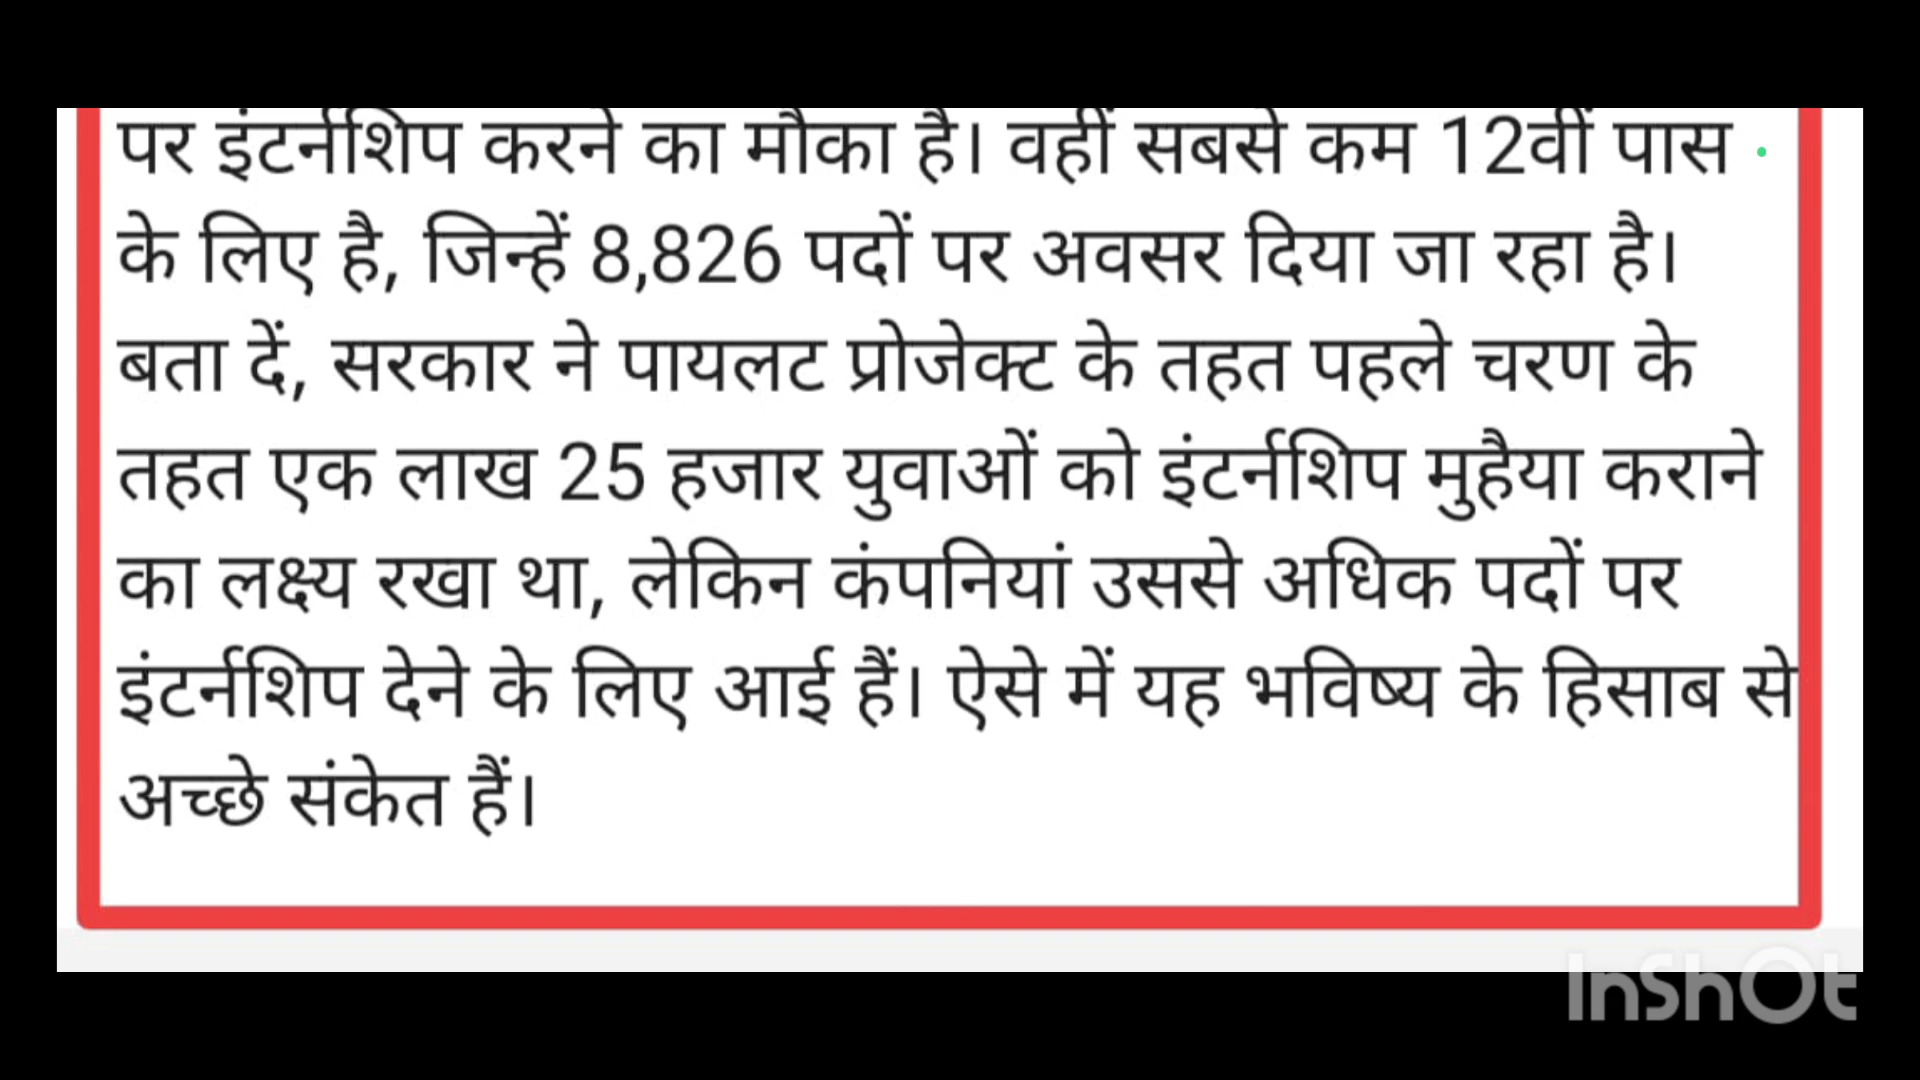 पर इंटर्नशिप करने का मौका है। वहीं सबसे कम 12वीं पास
के लिए है, जिन्हें 8,826 पदों पर अवसर दिया जा रहा है।
बता दें, सरकार ने पायलट प्रोजेक्ट के तहत पहले चरण के
तहत एक लाख 25 हजार युवाओं को इंटर्नशिप मुहैया कराने
का लक्ष्य रखा था, लेकिन कंपनियां उससे अधिक पदों पर
इंटर्नशिप देने के लिए आई हैं। ऐसे में यह भविष्य के हिसाब से
अच्छे संकेत हैं।
InShOt